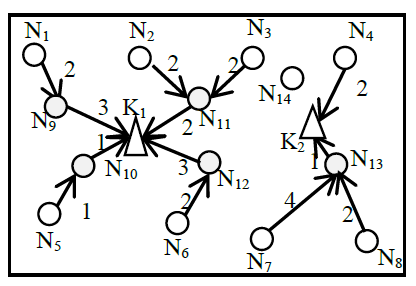 N₁ N₂ N₃ N₄
2 2 2 2
N₉ 3 K₁ 2 N₁₁ N₁₄
1 N₁₀ 3 N₁₂ K₂ 1 N₁₃
1 2 4 2
N₅ N₆ N₇ N₈